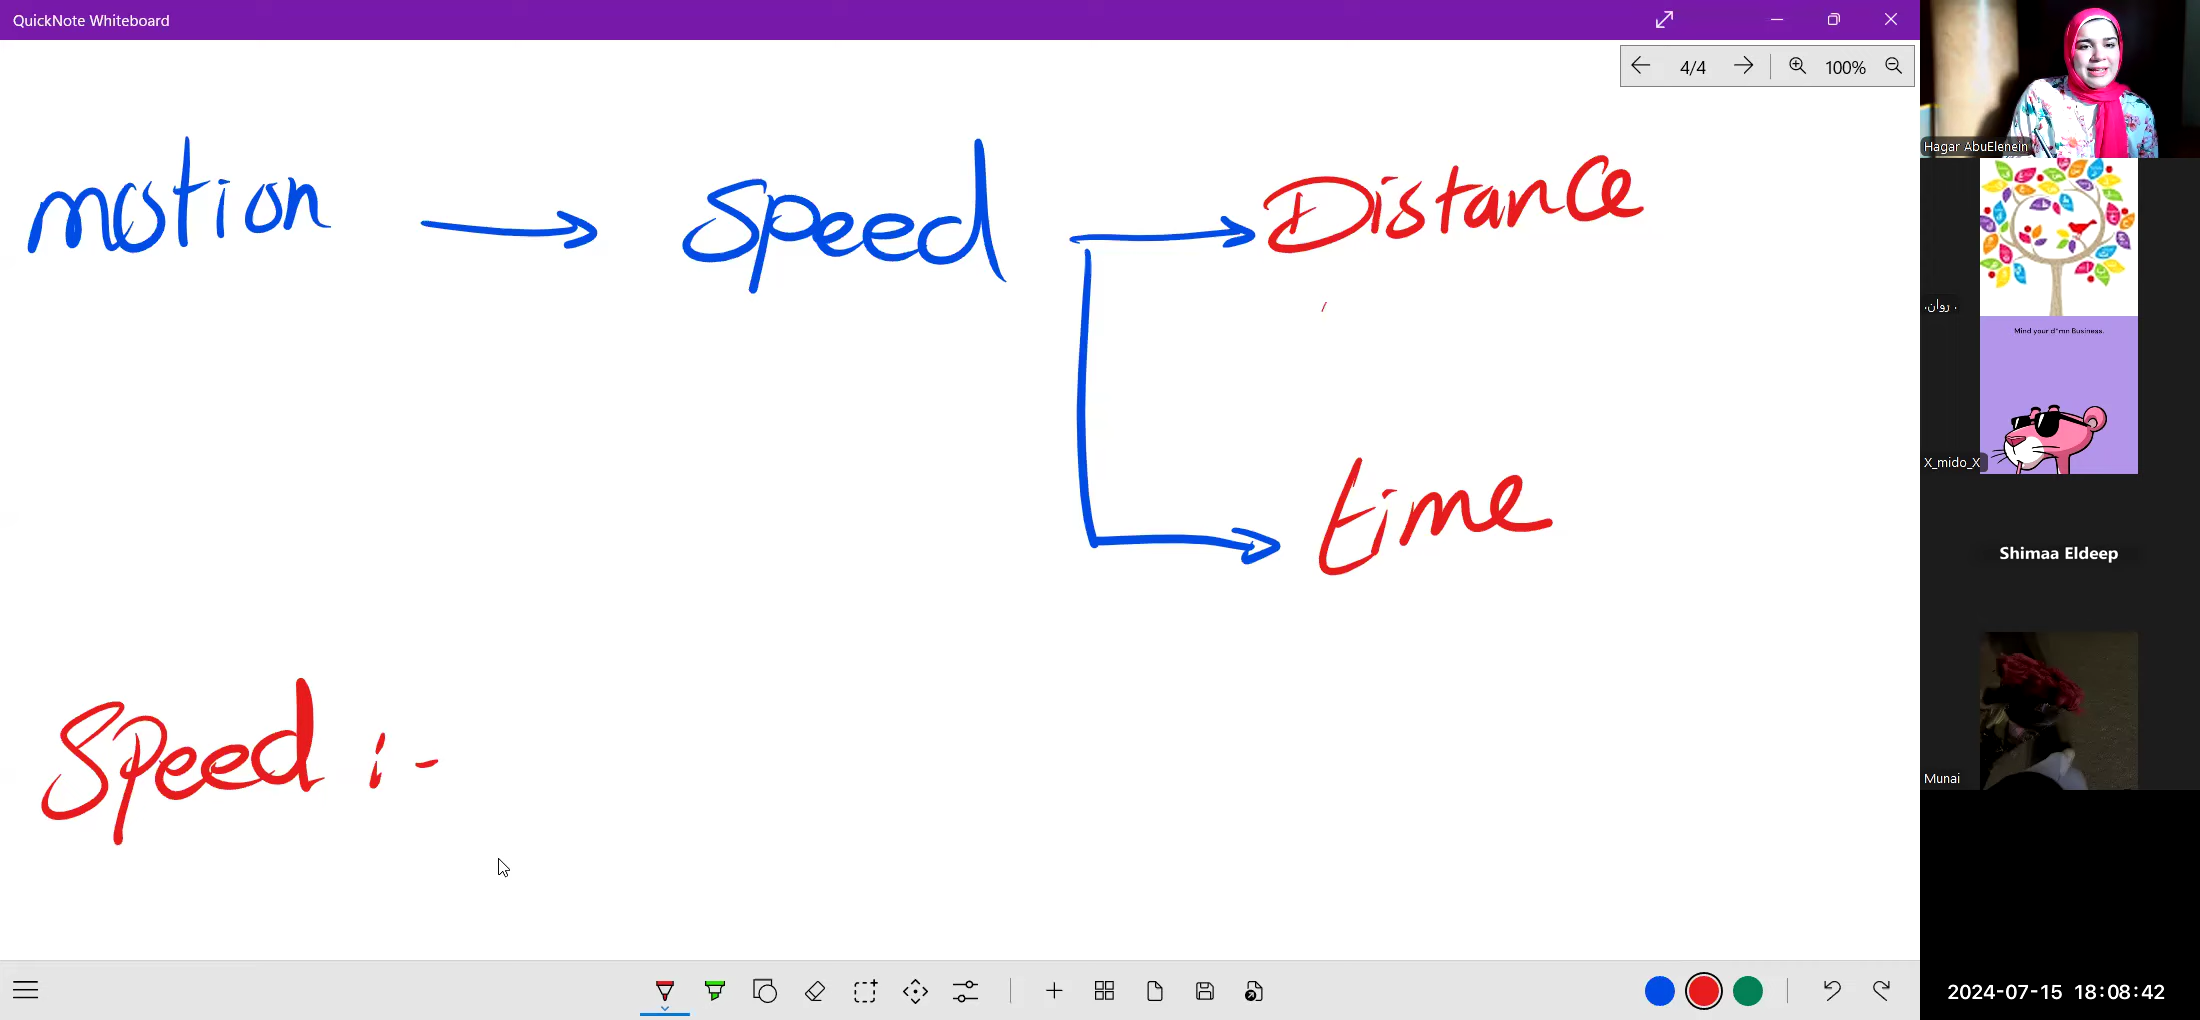 QuickNote Whiteboard
4/4
100%
motion → speed → Distance
time
Speed :-
Hagar AbuElenein
. روان.
Mind your d*mn Business.
X_mido_X
Shimaa Eldeep
Munai
2024-07-15 18:08:42